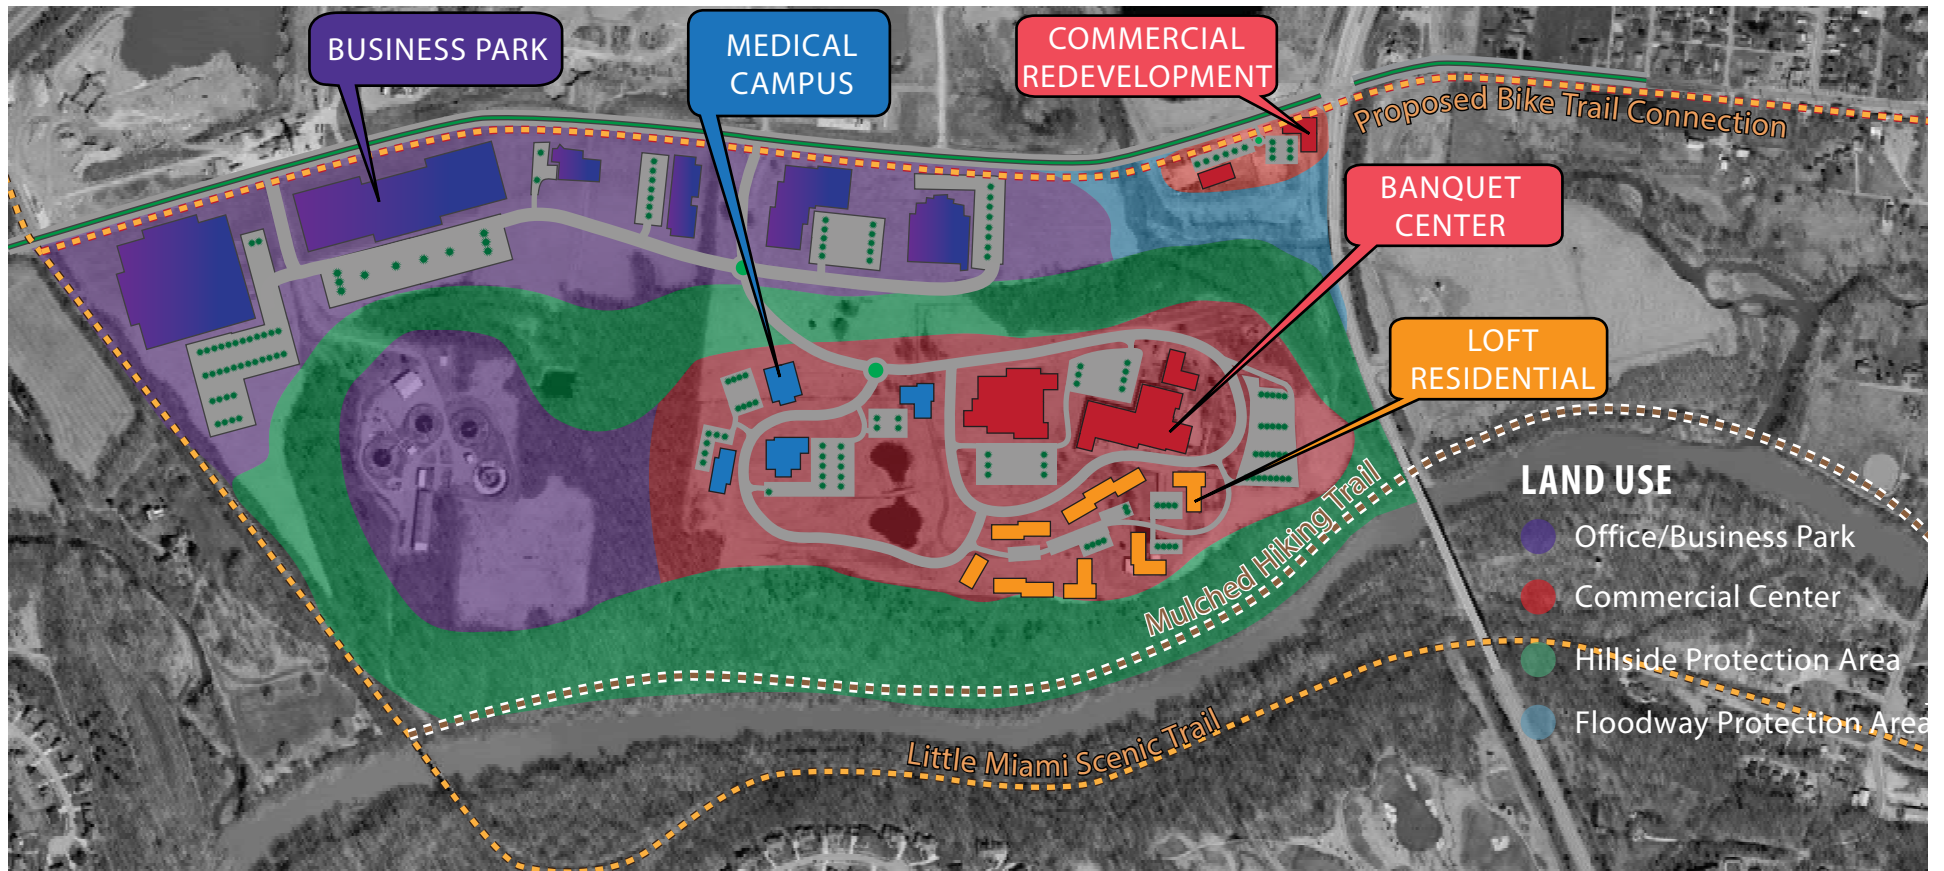 BUSINESS PARK
MEDICAL
CAMPUS
COMMERCIAL
REDEVELOPMENT
Proposed Bike Trail Connection
BANQUET
CENTER
LOFT
RESIDENTIAL
Mulched Hiking Trail
Little Miami Scenic Trail
LAND USE
Office/Business Park
Commercial Center
Hillside Protection Area
Floodway Protection Area